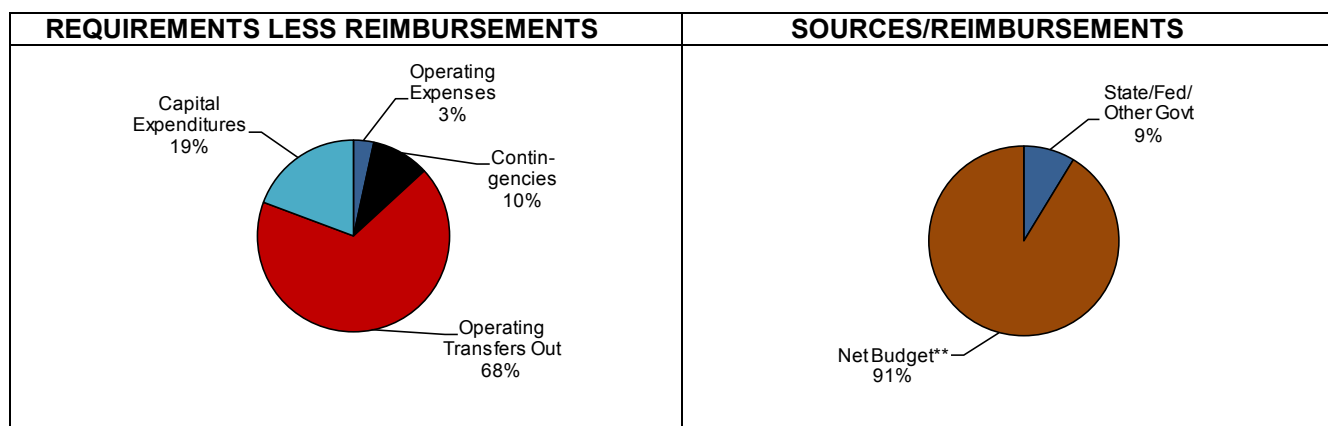 REQUIREMENTS LESS REIMBURSEMENTS
Operating
Expenses
3%
Capital
Expenditures
19%
Contin-
gencies
10%
Operating
Transfers Out
68%
SOURCES/REIMBURSEMENTS
State/Fed/
Other Govt
9%
Net Budget**
91%